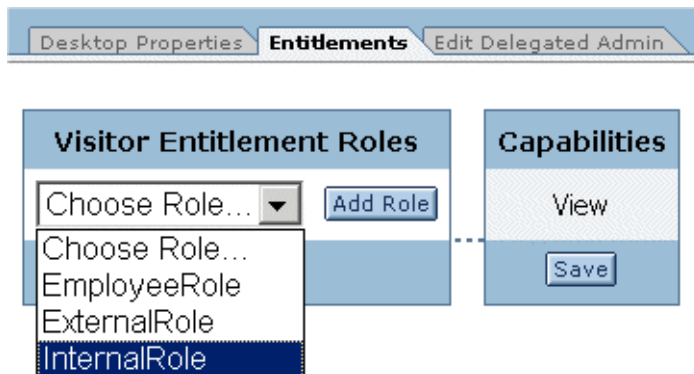 Desktop Properties Entitlements Edit Delegated Admin
Visitor Entitlement Roles
Capabilities
Choose Role... Add Role
View
Choose Role...
EmployeeRole
Save
ExternalRole
InternalRole